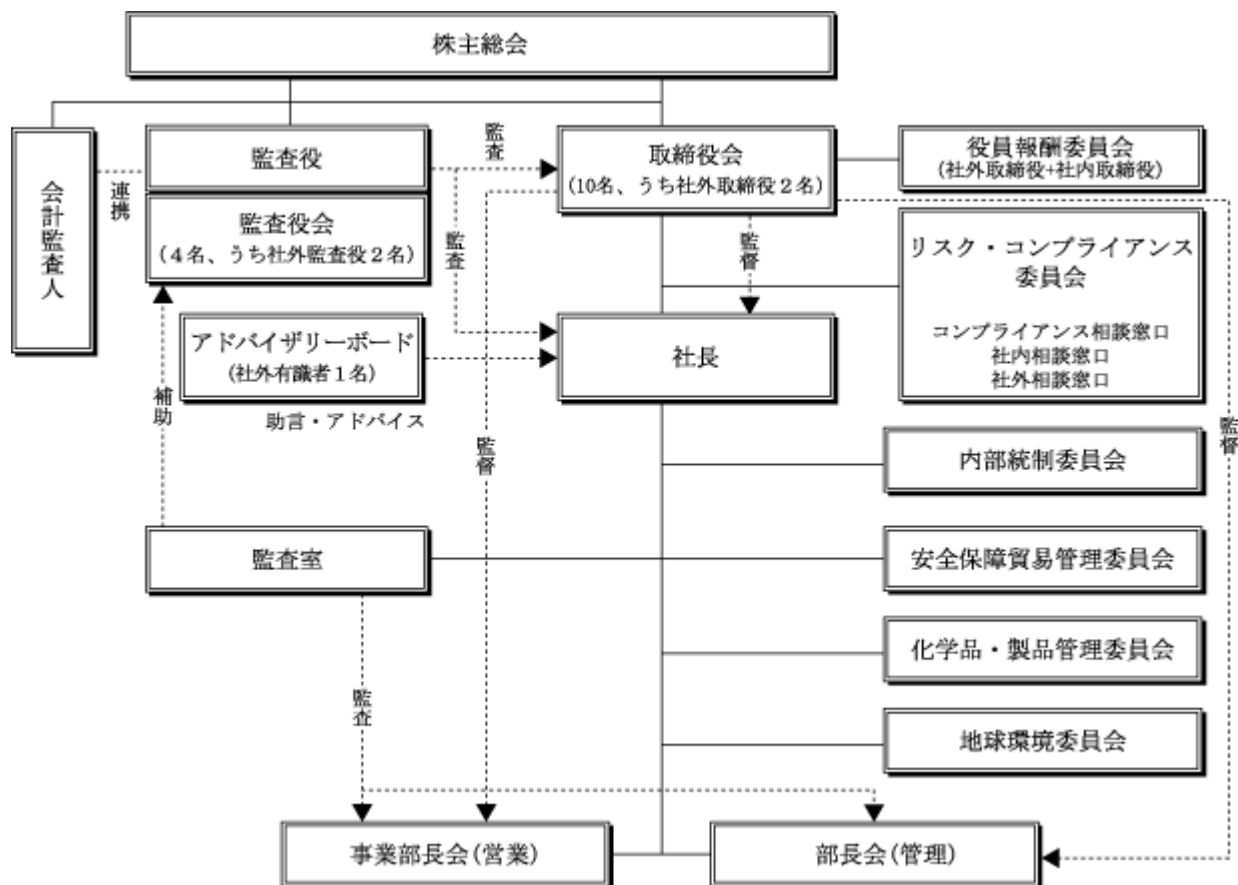 株主総会
会計監査人
連携
監査役
監査役会
(４名、うち社外監査役２名)
監査
取締役会
(10名、うち社外取締役２名)
役員報酬委員会
(社外取締役+社内取締役)
監査
監督
リスク・コンプライアンス
委員会
コンプライアンス相談窓口
社内相談窓口
社外相談窓口
アドバイザリーボード
(社外有識者１名)
助言・アドバイス
社長
補助
監督
監督
内部統制委員会
監査室
安全保障貿易管理委員会
化学品・製品管理委員会
監査
地球環境委員会
事業部長会(営業)
部長会(管理)